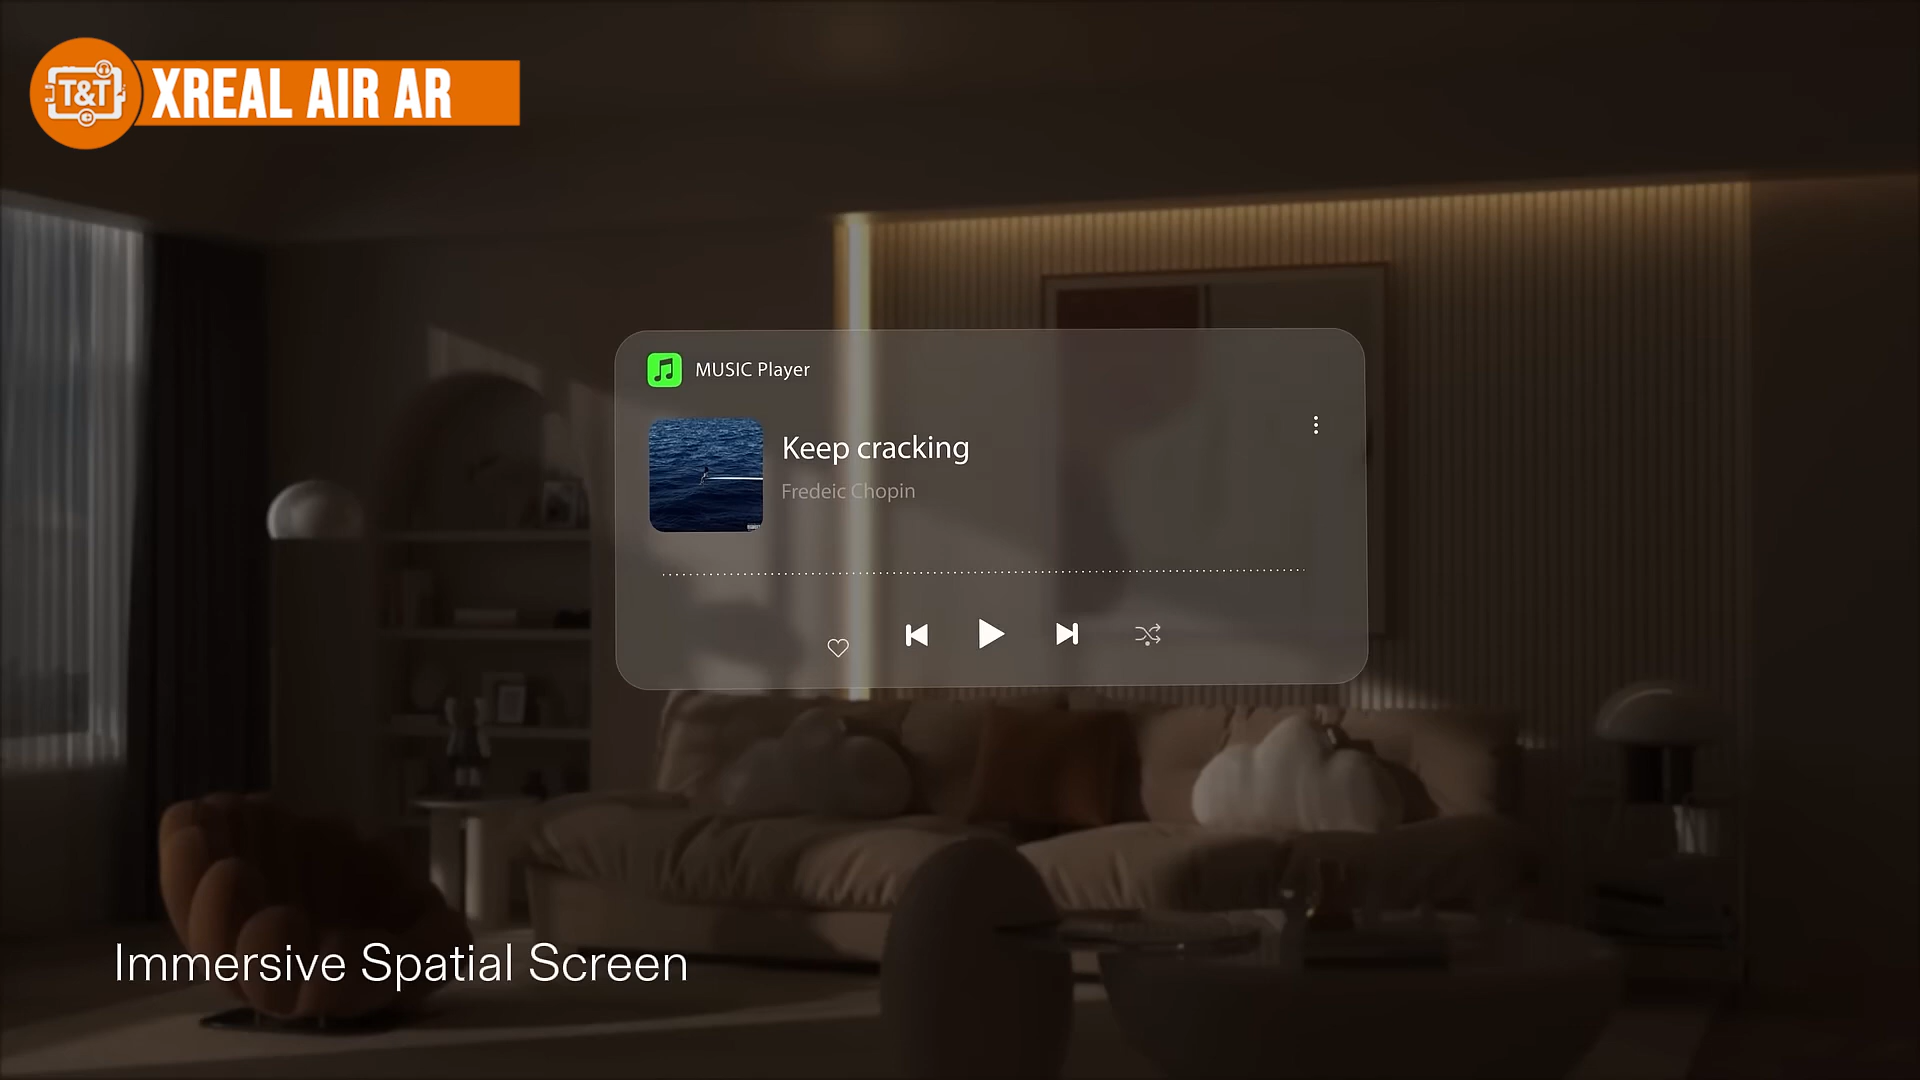 T&T
XREAL AIR AR
MUSIC Player
Keep cracking
Fredeic Chopin
Immersive Spatial Screen